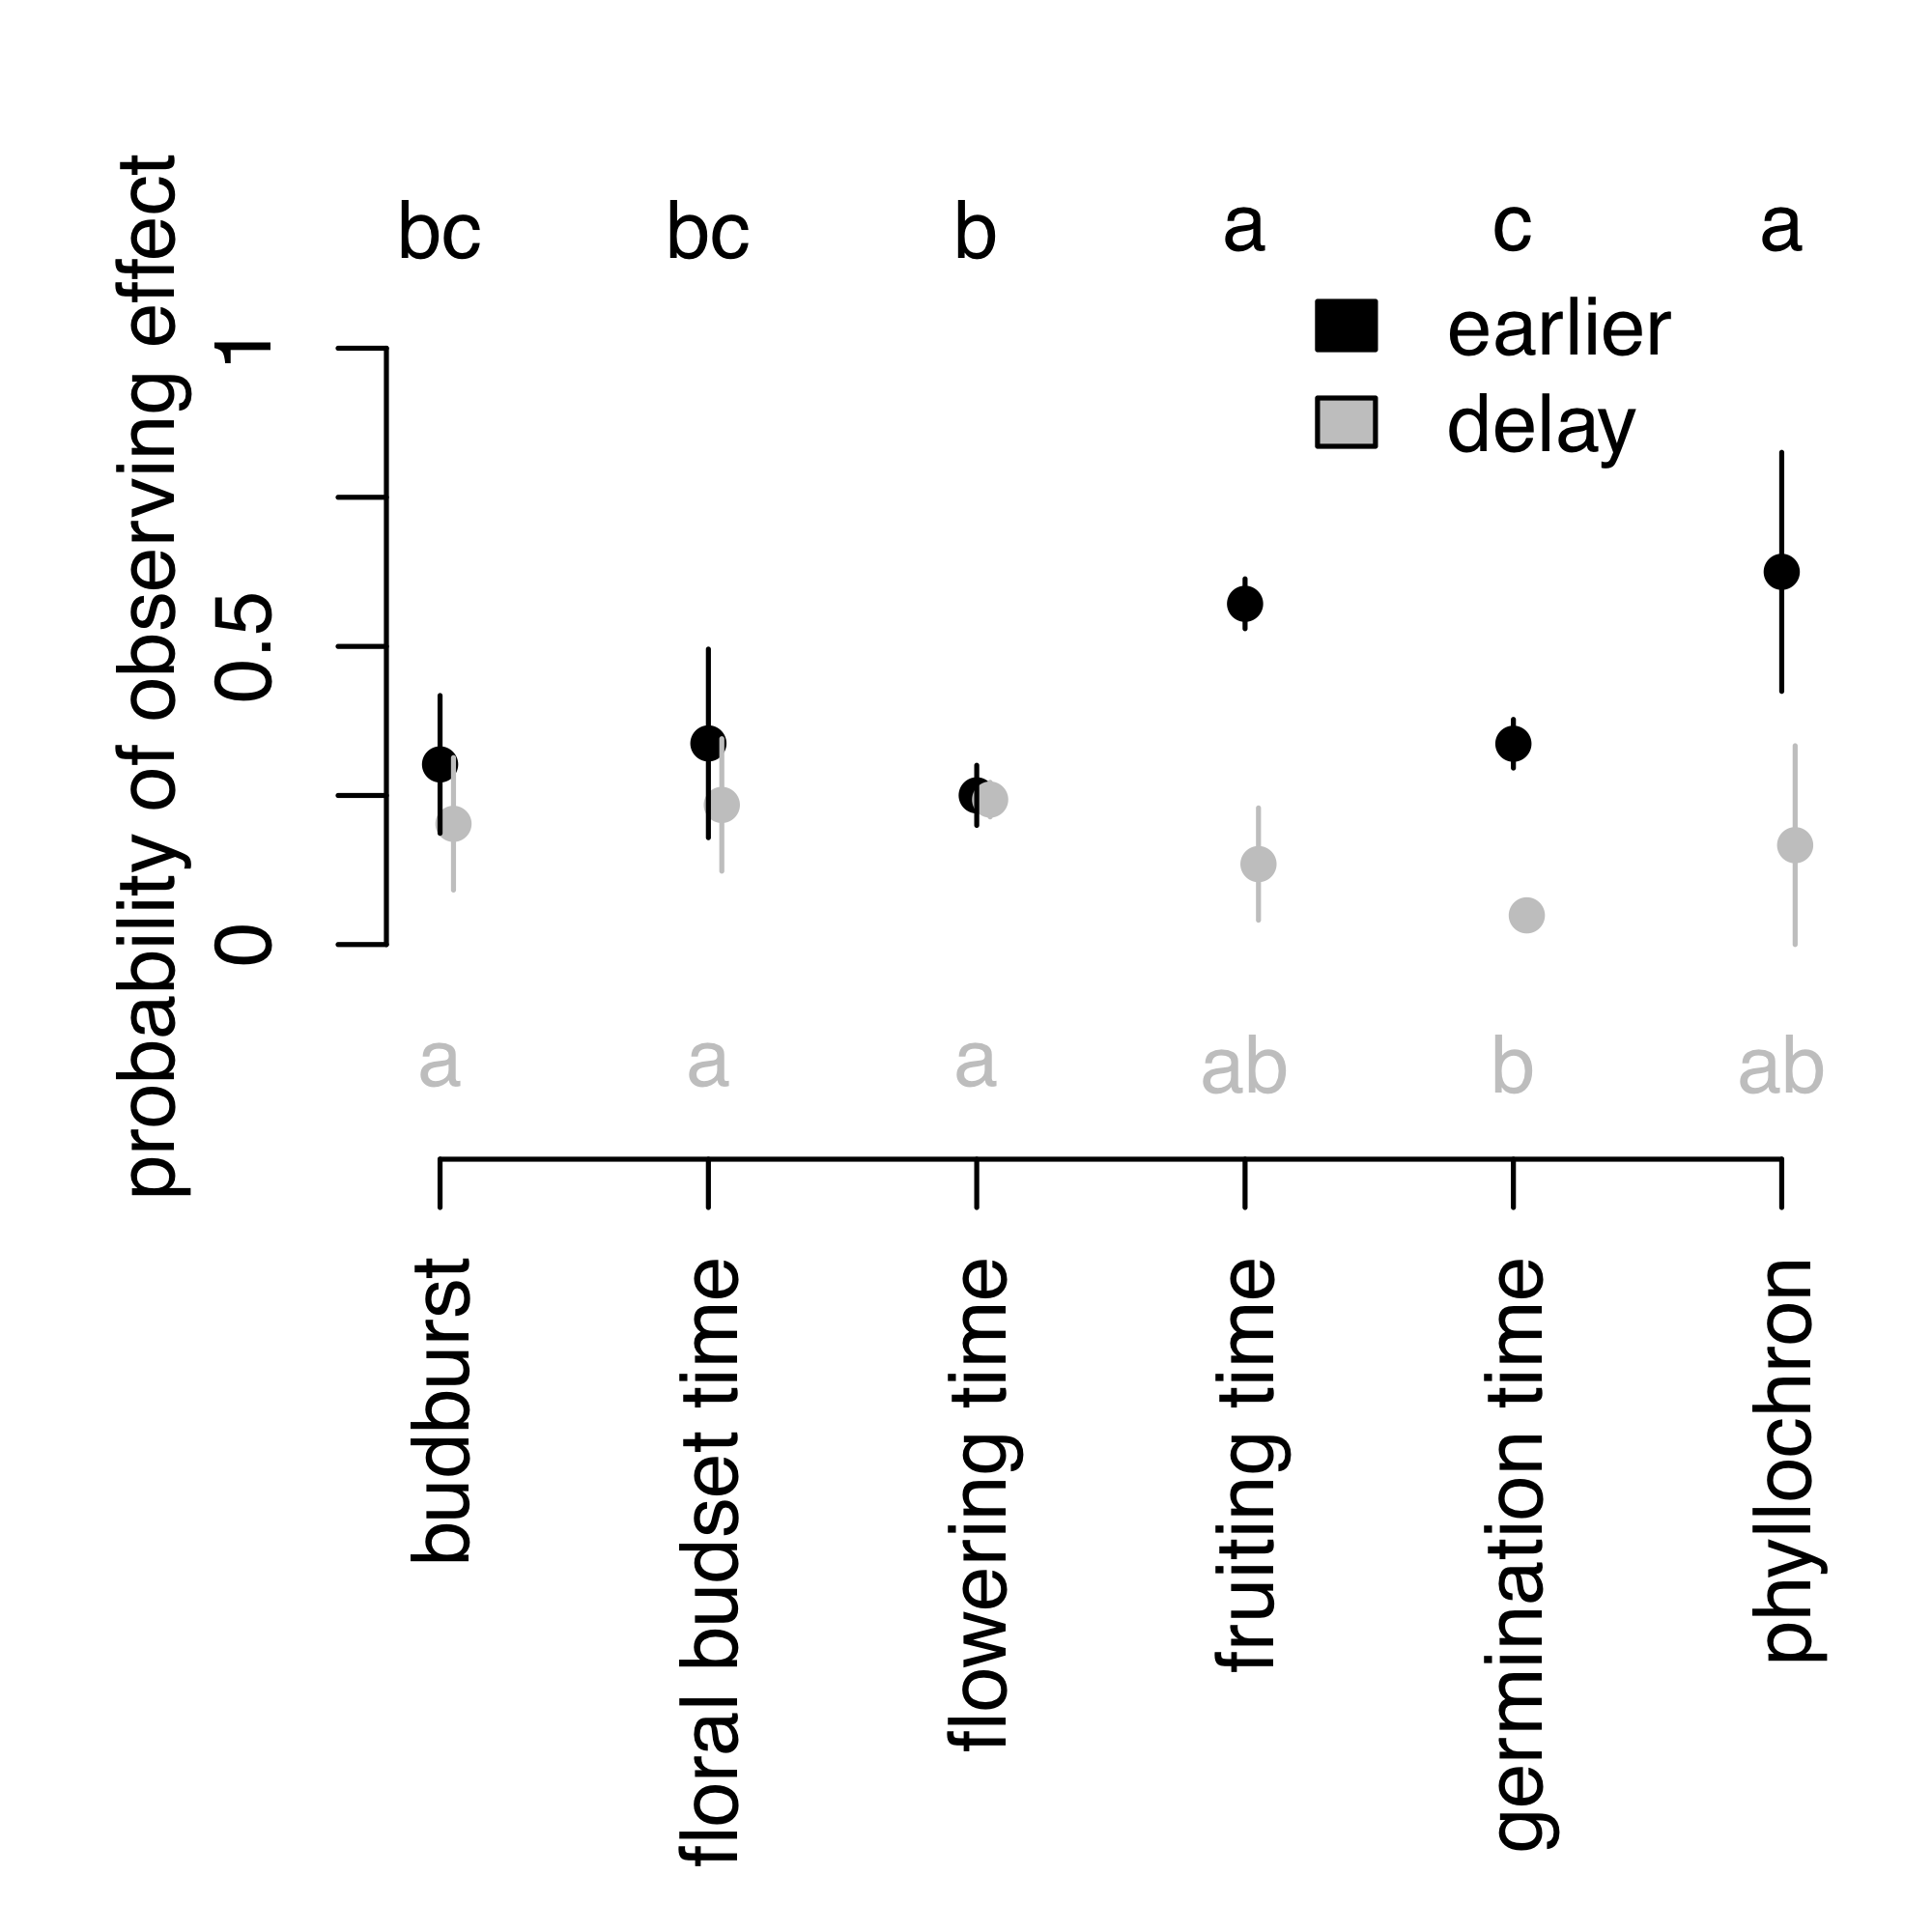 probability of observing effect
bc bc b a c a
earlier
delay
1
0.5
0
a a a ab b ab
budburst
floral budset time
flowering time
fruiting time
germination time
phyllochron